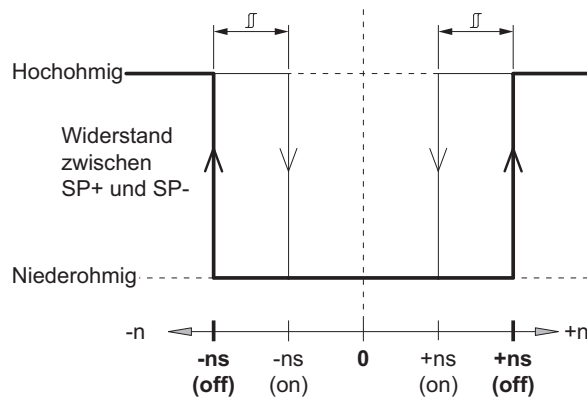 Hochohmig
Widerstand
zwischen
SP+ und SP-
Niederohmig
-n
+n
-ns
(off)
-ns
(on)
0
+ns
(on)
+ns
(off)